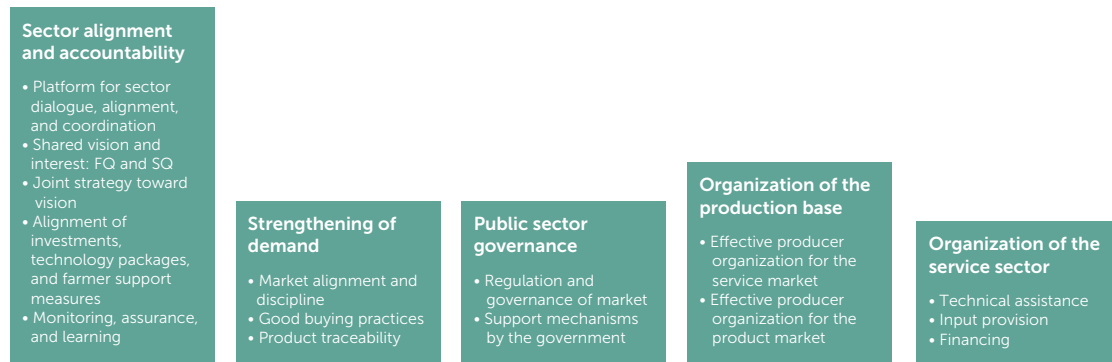 Sector alignment
and accountability
• Platform for sector
dialogue, alignment,
and coordination
• Shared vision and
interest: FQ and SQ
• Joint strategy toward
vision
• Alignment of
investments,
technology packages,
and farmer support
measures
• Monitoring, assurance,
and learning
Strengthening of
demand
• Market alignment and
discipline
• Good buying practices
• Product traceability
Public sector
governance
• Regulation and
governance of market
• Support mechanisms
by the government
Organization of the
production base
• Effective producer
organization for the
service market
• Effective producer
organization for the
product market
Organization of the
service sector
• Technical assistance
• Input provision
• Financing